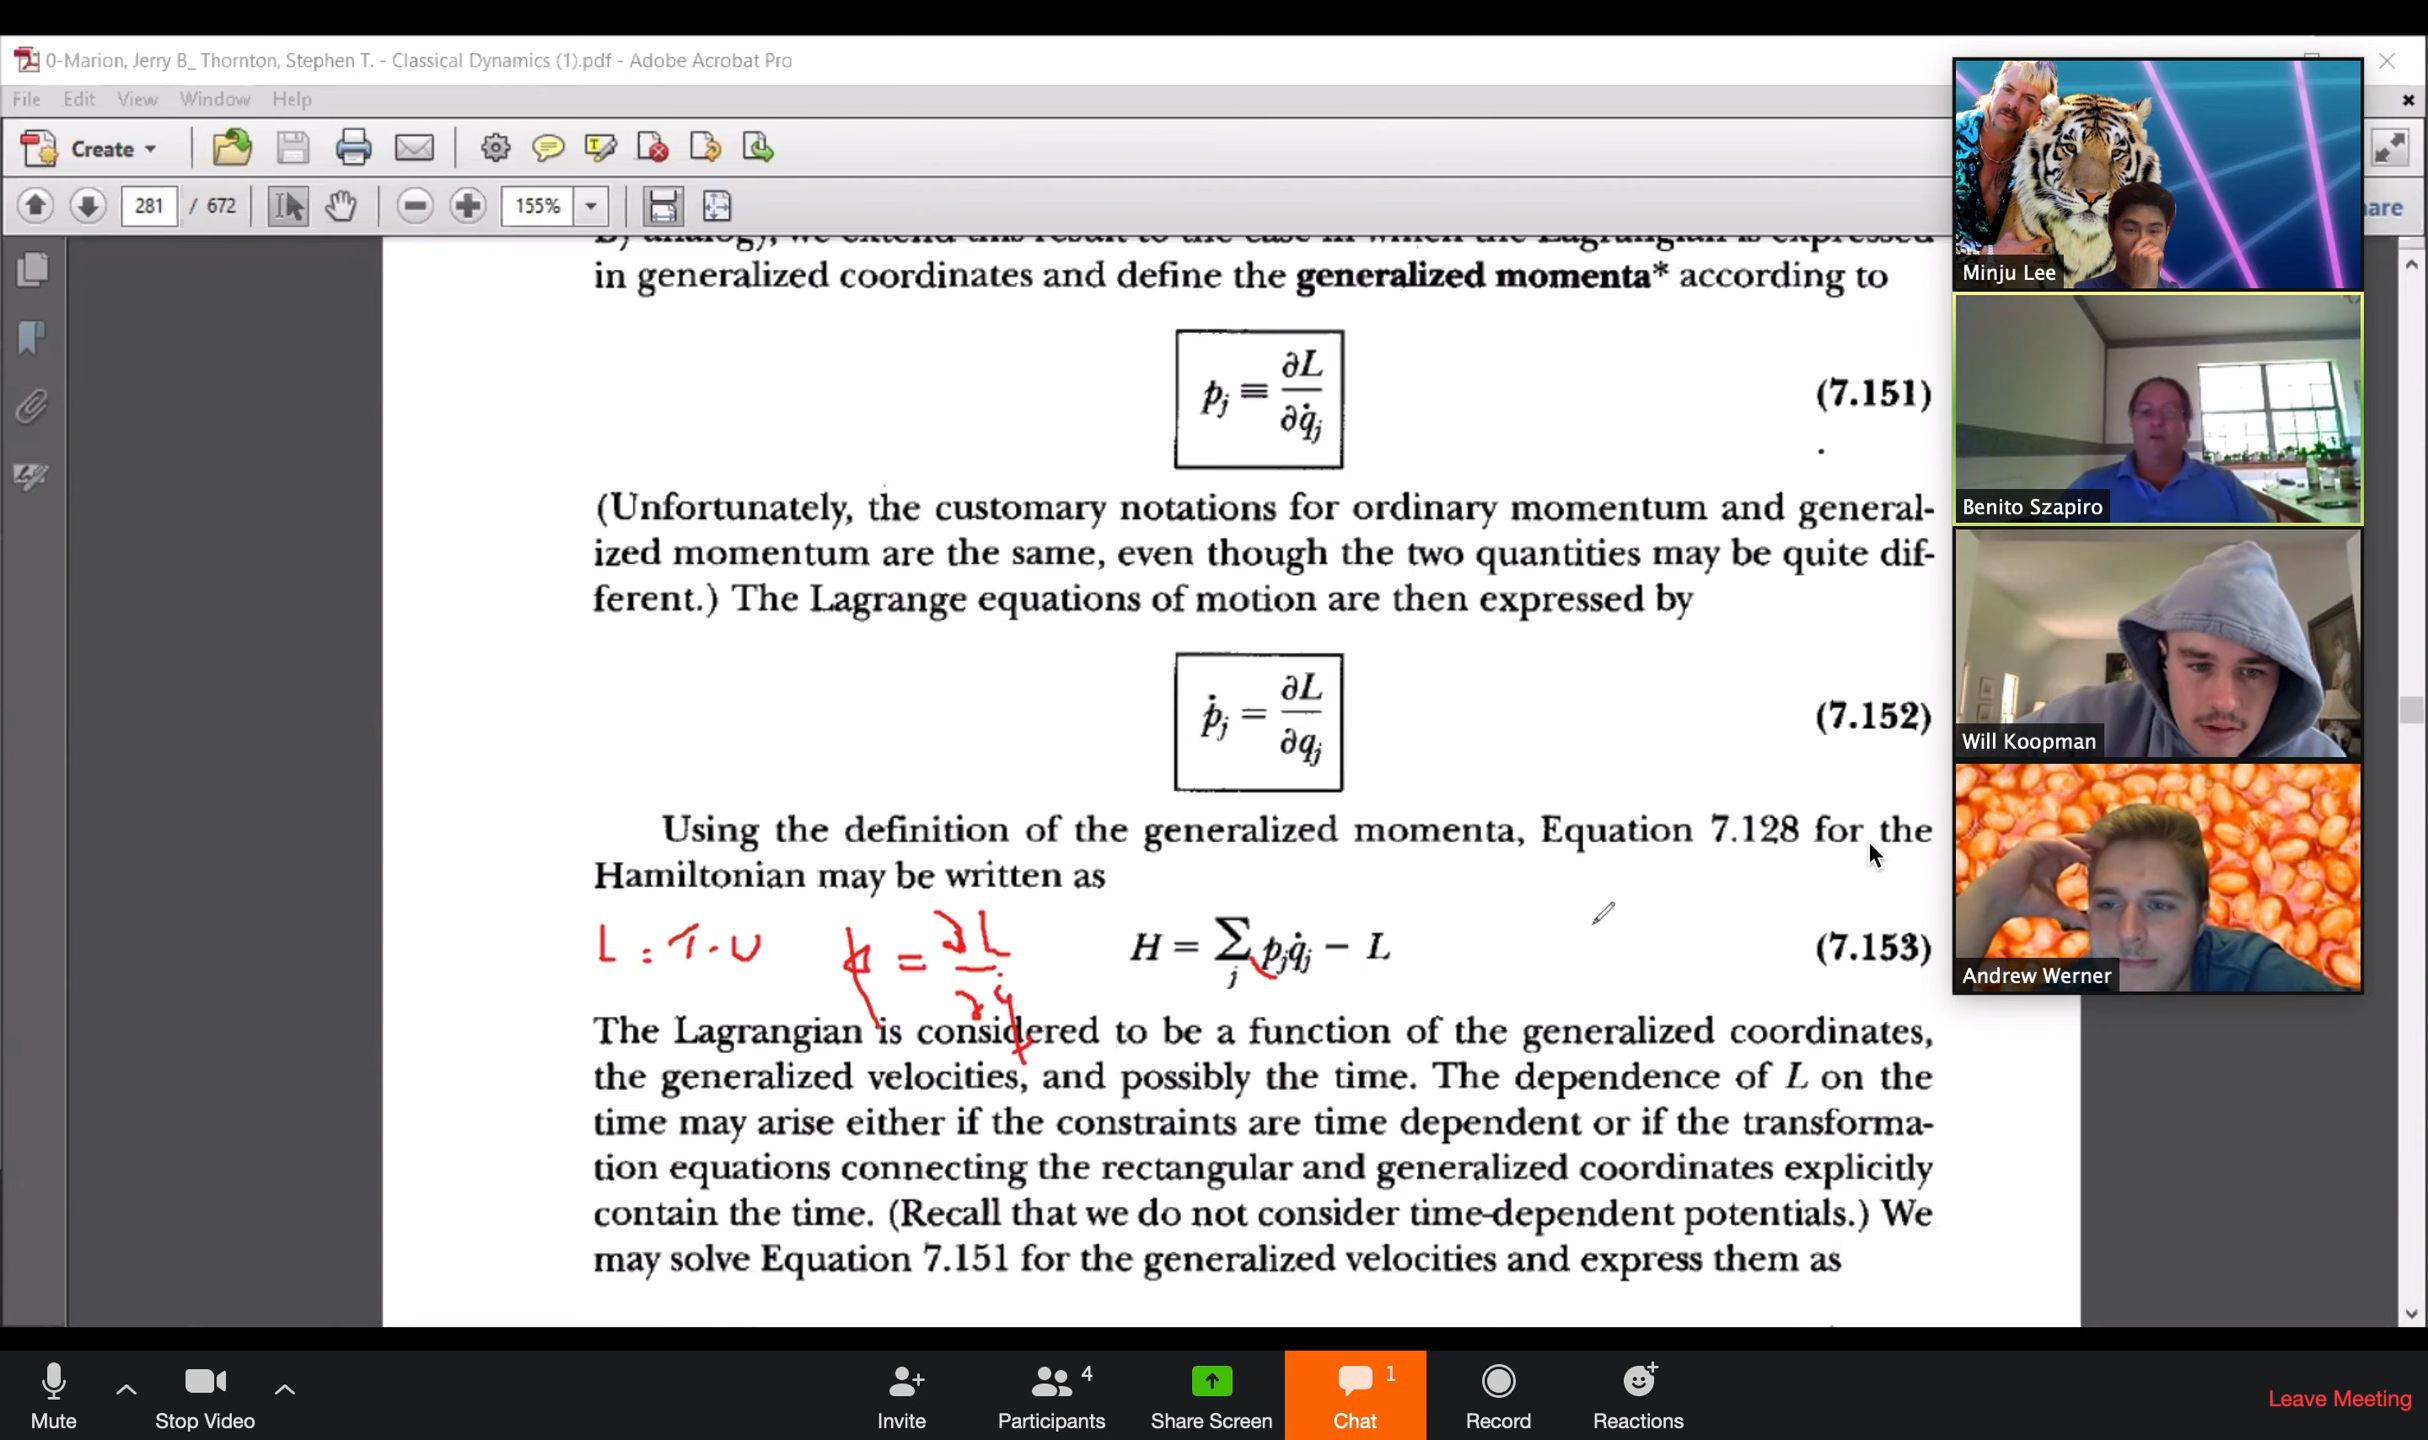 0-Marion, Jerry B_ Thornton, Stephen T. - Classical Dynamics (1).pdf - Adobe Acrobat Pro
File Edit View Window Help
Create
281 / 672 155%
in generalized coordinates and define the generalized momenta* according to
pⱼ ≡ ∂L/∂q̇ⱼ (7.151)
(Unfortunately, the customary notations for ordinary momentum and general-
ized momentum are the same, even though the two quantities may be quite dif-
ferent.) The Lagrange equations of motion are then expressed by
ṗⱼ = ∂L/∂qⱼ (7.152)
Using the definition of the generalized momenta, Equation 7.128 for the
Hamiltonian may be written as
L = T - U
p = ∂L/∂q̇
H = ∑ⱼ pⱼq̇ⱼ − L (7.153)
The Lagrangian is considered to be a function of the generalized coordinates,
the generalized velocities, and possibly the time. The dependence of L on the
time may arise either if the constraints are time dependent or if the transforma-
tion equations connecting the rectangular and generalized coordinates explicitly
contain the time. (Recall that we do not consider time-dependent potentials.) We
may solve Equation 7.151 for the generalized velocities and express them as
Minju Lee
Benito Szapiro
Will Koopman
Andrew Werner
Mute
Stop Video
Invite
Participants 4
Share Screen
Chat 1
Record
Reactions
Leave Meeting